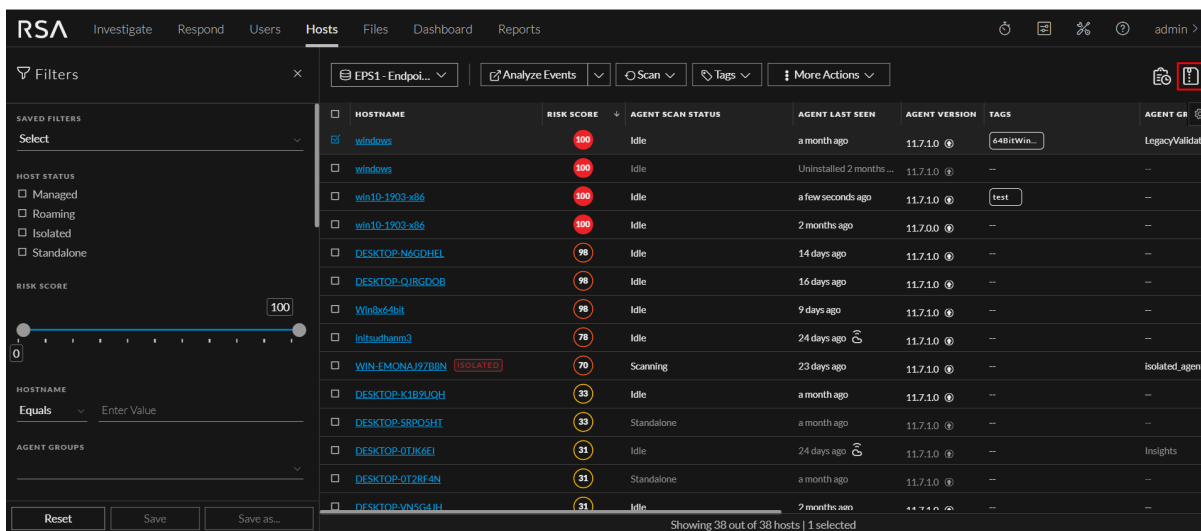 RSA Investigate Respond Users Hosts Files Dashboard Reports admin >
Filters
EPS1 - Endpoi... Analyze Events Scan Tags More Actions
SAVED FILTERS
Select
HOST STATUS
Managed
Roaming
Isolated
Standalone
RISK SCORE
100
0
HOSTNAME
Equals Enter Value
AGENT GROUPS
Reset Save Save as...
HOSTNAME RISK SCORE AGENT SCAN STATUS AGENT LAST SEEN AGENT VERSION TAGS AGENT GR
windows 100 Idle a month ago 11.7.1.0 64BitWin... LegacyValidat
windows 100 Idle Uninstalled 2 months ... 11.7.1.0 -- --
win10-1903-x86 100 Idle a few seconds ago 11.7.1.0 test --
win10-1903-x86 100 Idle 2 months ago 11.7.0.0 -- --
DESKTOP-N6GDHEL 98 Idle 14 days ago 11.7.1.0 -- --
DESKTOP-QJRGDOB 98 Idle 16 days ago 11.7.1.0 -- --
Win8x64bit 98 Idle 9 days ago 11.7.1.0 -- --
initsudhanm3 78 Idle 24 days ago 11.7.1.0 -- --
WIN-EMONAJ97B8N ISOLATED 70 Scanning 23 days ago 11.7.1.0 -- isolated_agen
DESKTOP-K1B9UQH 33 Idle a month ago 11.7.1.0 -- --
DESKTOP-SRPO5HT 33 Standalone a month ago 11.7.1.0 -- --
DESKTOP-0TJK6EI 31 Idle 24 days ago 11.7.1.0 -- Insights
DESKTOP-0T2RF4N 31 Standalone a month ago 11.7.1.0 -- --
DESKTOP-VN5G4JH 31 Idle 2 months ago 11.7.1.0 -- --
Showing 38 out of 38 hosts | 1 selected